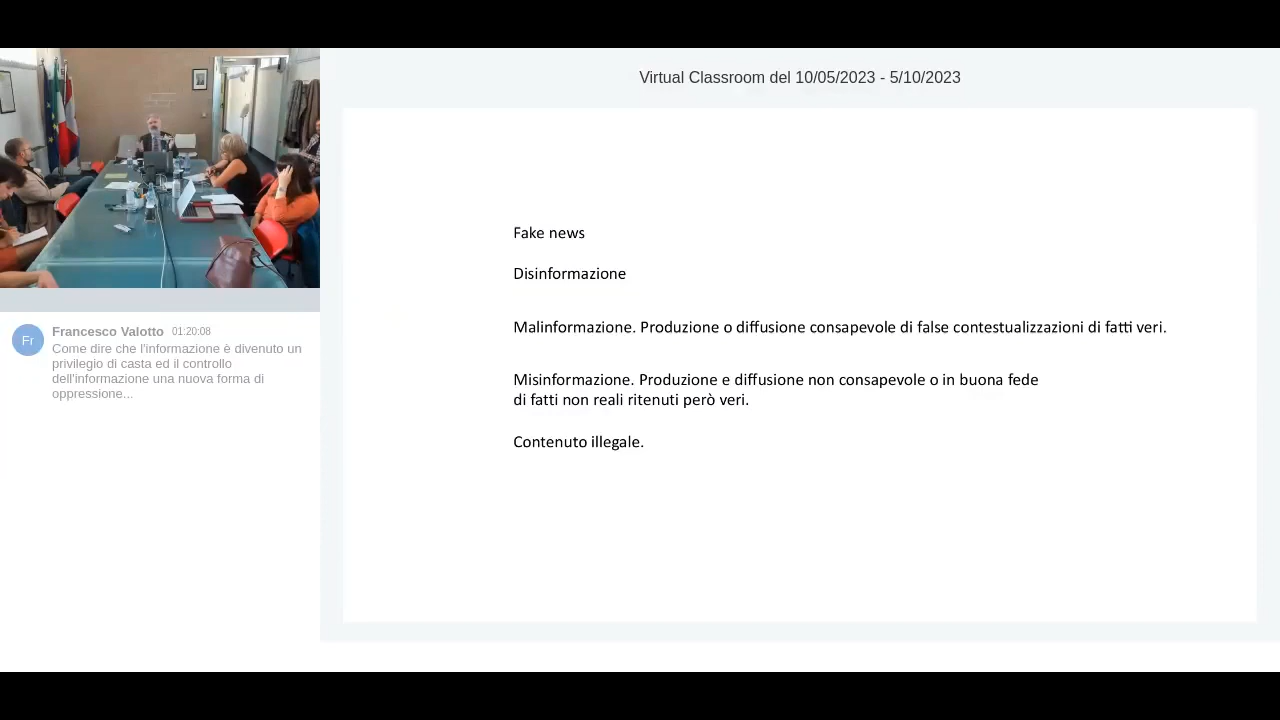 Virtual Classroom del 10/05/2023 - 5/10/2023
Fake news
Disinformazione
Malinformazione. Produzione o diffusione consapevole di false contestualizzazioni di fatti veri.
Misinformazione. Produzione e diffusione non consapevole o in buona fede
di fatti non reali ritenuti però veri.
Contenuto illegale.
Fr
Francesco Valotto 01:20:08
Come dire che l'informazione è divenuto un
privilegio di casta ed il controllo
dell'informazione una nuova forma di
oppressione...